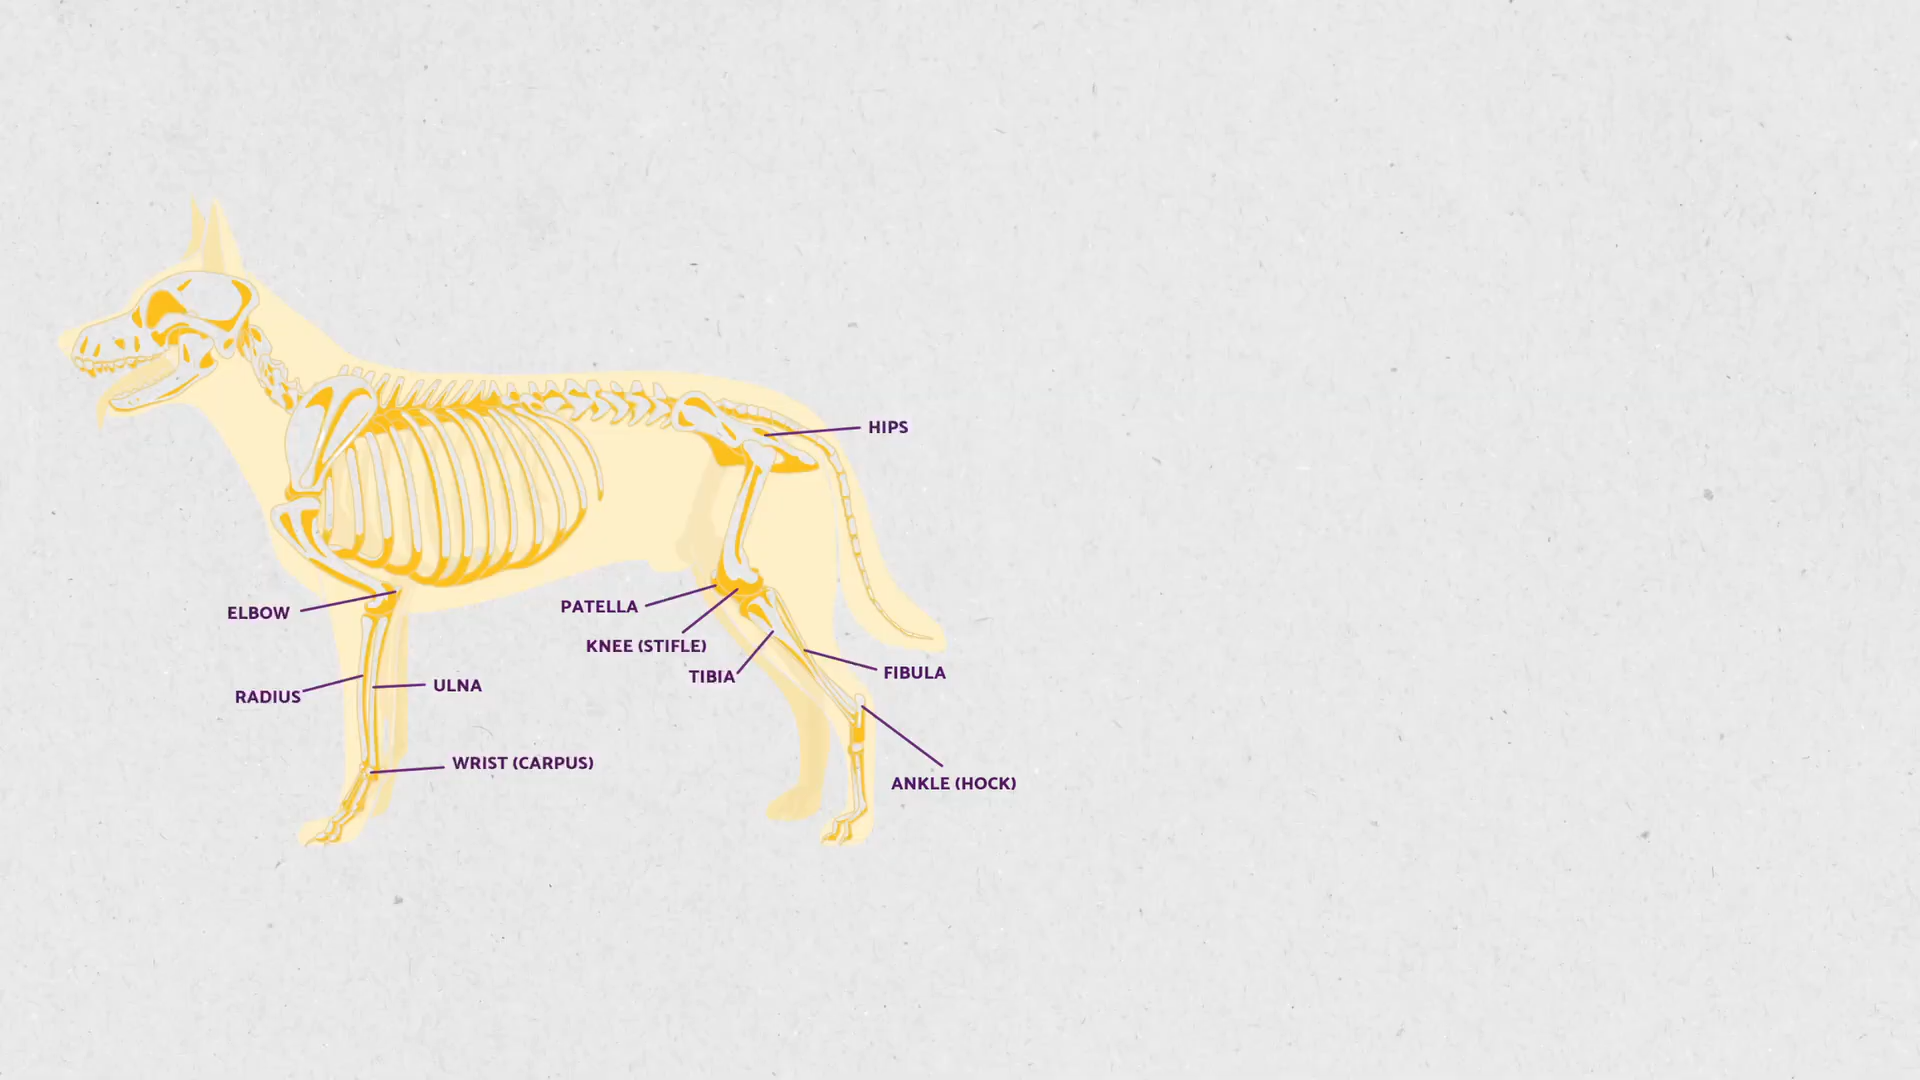 HIPS
ELBOW
PATELLA
KNEE (STIFLE)
TIBIA
FIBULA
RADIUS
ULNA
WRIST (CARPUS)
ANKLE (HOCK)